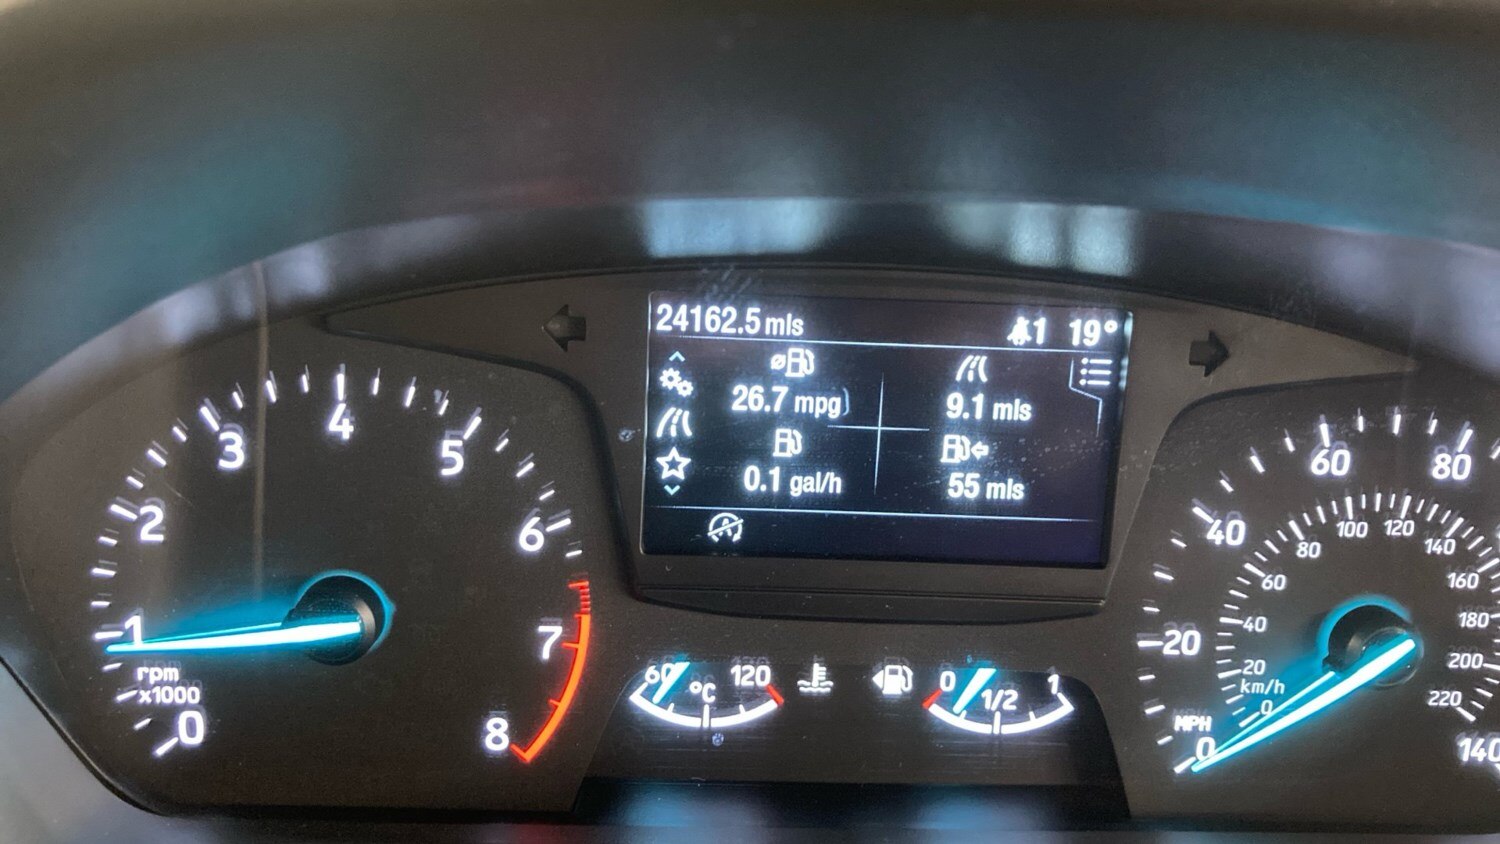 24162.5 mls 1 19°
26.7 mpg 9.1 mls
0.1 gal/h 55 mls
0 1 2 3 4 5 6 7 8
rpm
x1000
60 °C 120
0 1/2 1
0 20 40 60 80 140
MPH
km/h
0 20 40 60 80 100 120 140 160 180 200 220